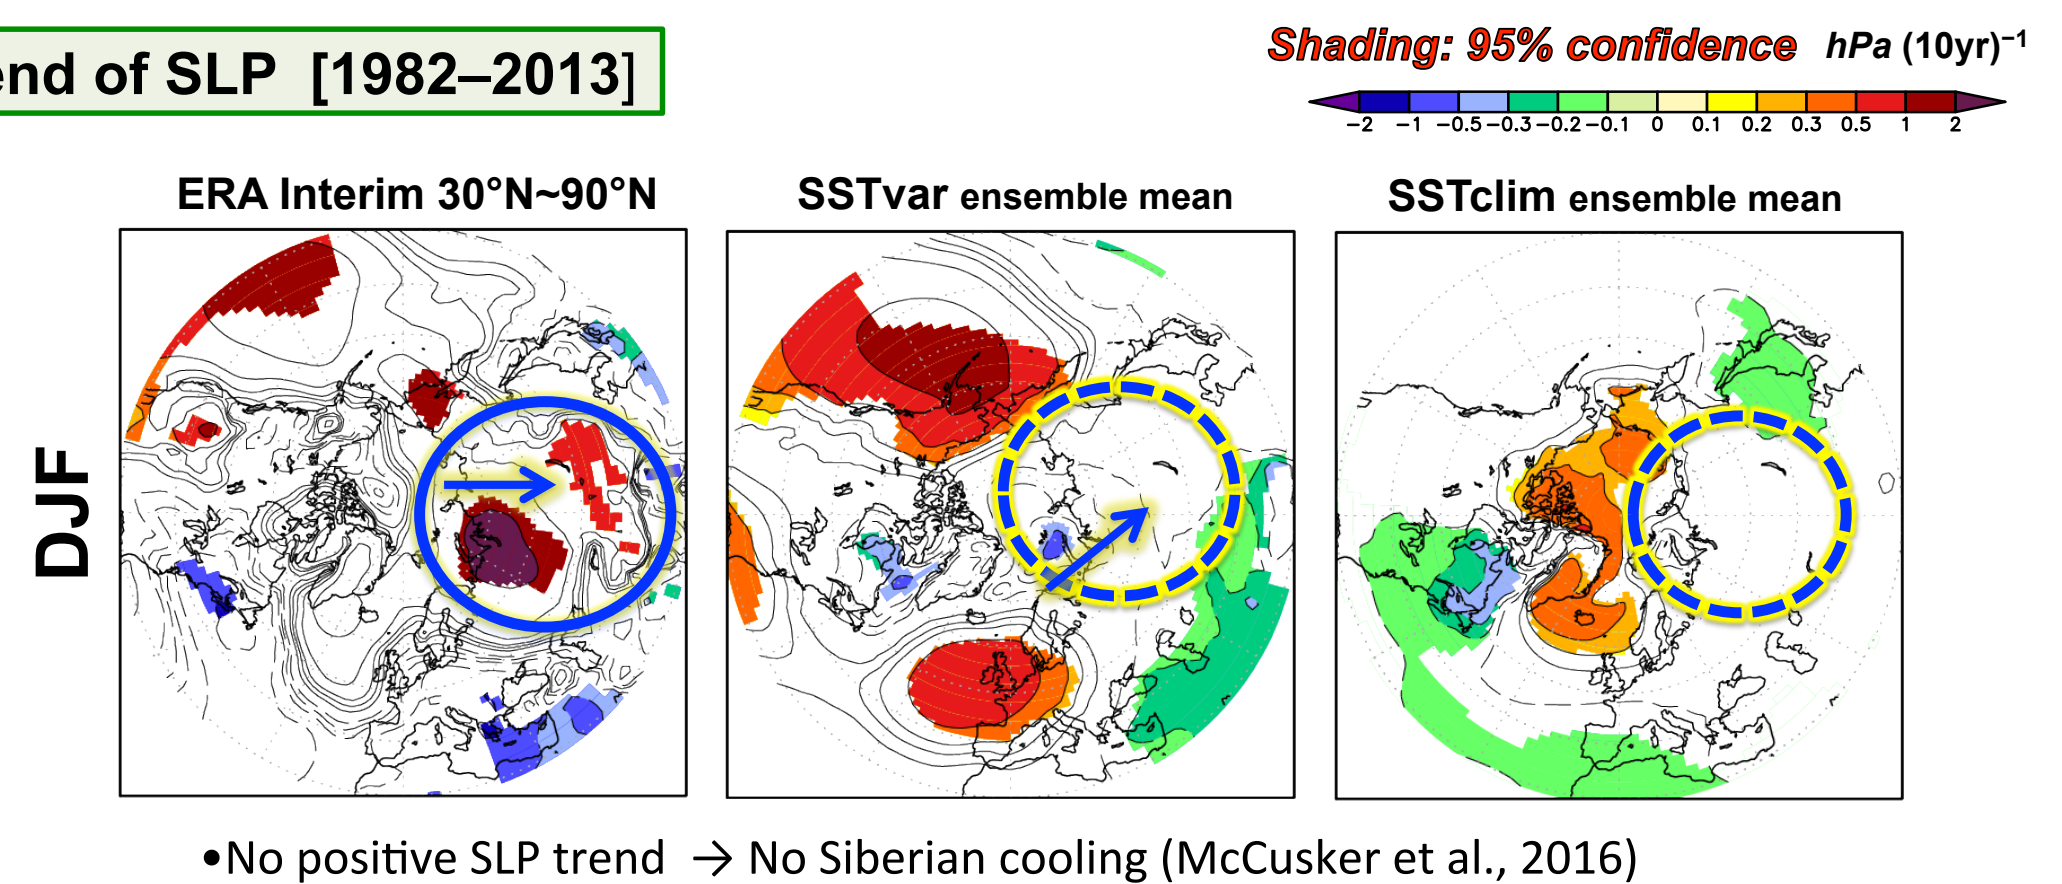 end of SLP [1982–2013]
Shading: 95% confidence hPa (10yr)⁻¹
−2 −1 −0.5 −0.3 −0.2 −0.1 0 0.1 0.2 0.3 0.5 1 2
ERA Interim 30°N~90°N
SSTvar ensemble mean
SSTclim ensemble mean
DJF
•No positive SLP trend → No Siberian cooling (McCusker et al., 2016)